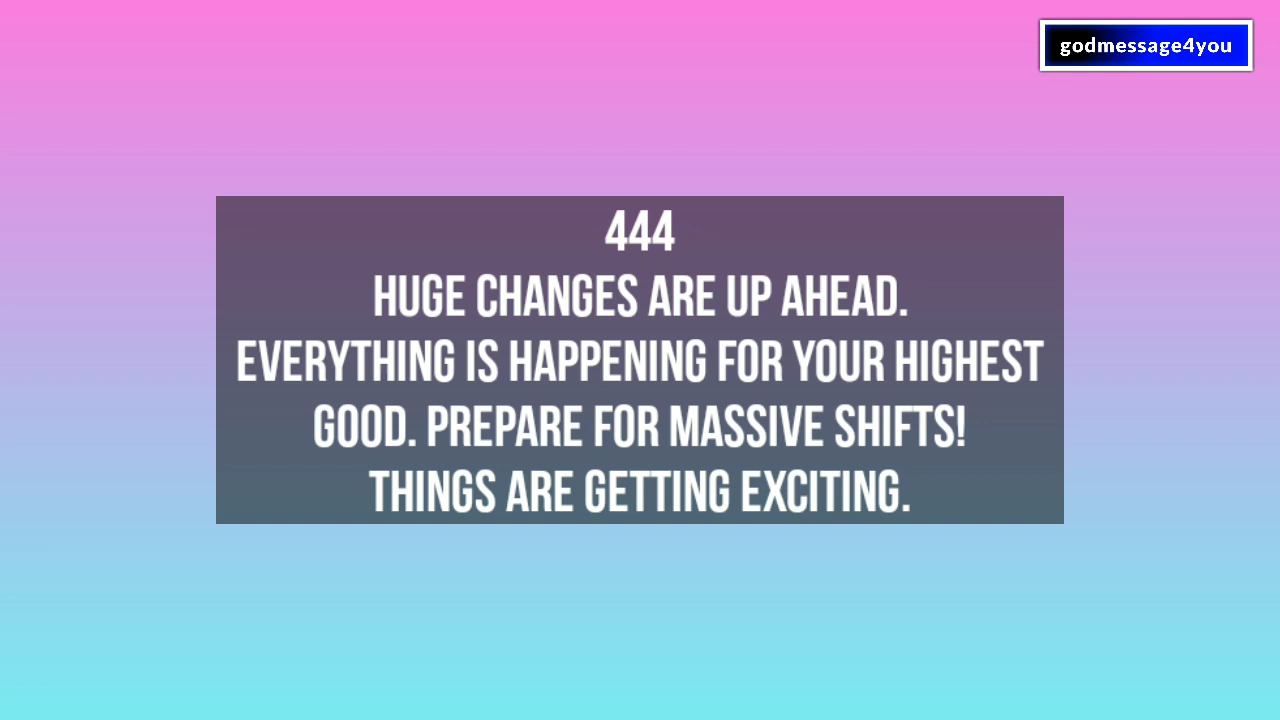 godmessage4you
444
HUGE CHANGES ARE UP AHEAD.
EVERYTHING IS HAPPENING FOR YOUR HIGHEST
GOOD. PREPARE FOR MASSIVE SHIFTS!
THINGS ARE GETTING EXCITING.